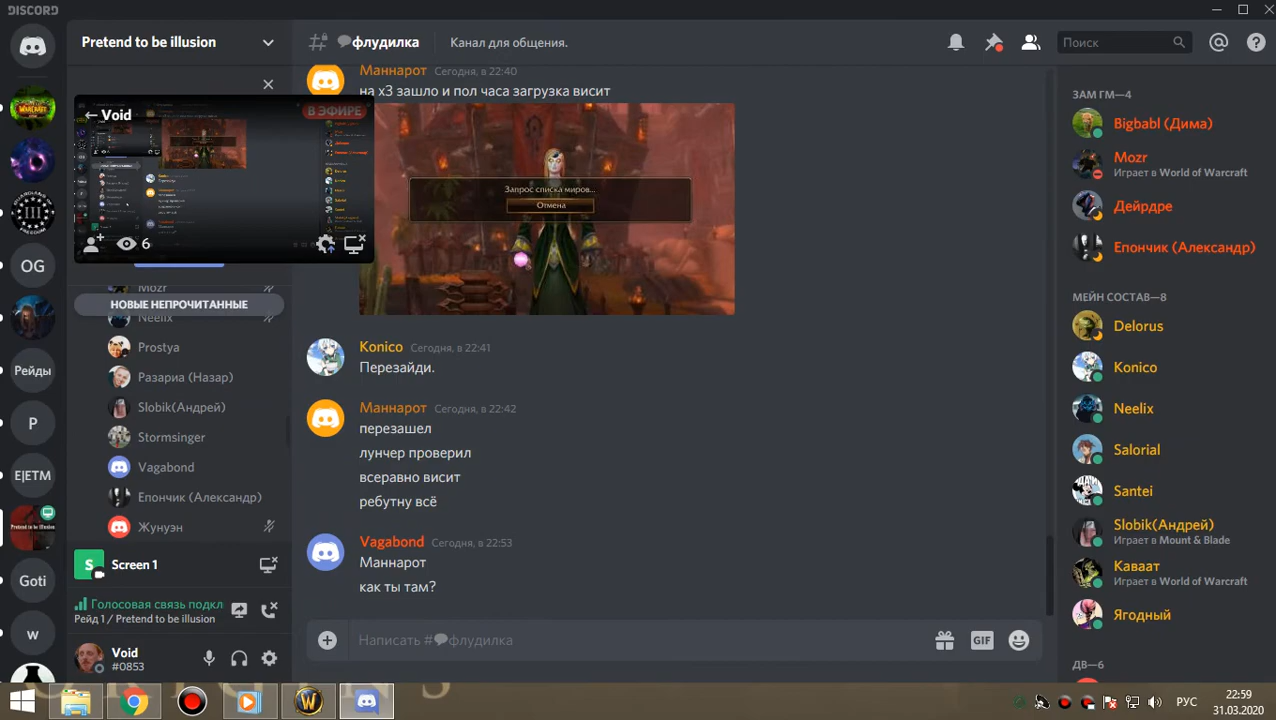 DISCORD
Pretend to be illusion
флудилка
Канал для общения.
Поиск
Void
В ЭФИРЕ
6
НОВЫЕ НЕПРОЧИТАННЫЕ
Mozr
Neelix
Prostya
Разариа (Назар)
Slobik(Андрей)
Stormsinger
Vagabond
Епончик (Александр)
Жунуэн
S
Screen 1
Голосовая связь подкл
Рейд 1 / Pretend to be illusion
Void
#0853
OG
Рейды
P
E|ETM
Pretend to be illusion
Goti
w
Маннарот Сегодня, в 22:40
на х3 зашло и пол часа загрузка висит
Запрос списка миров...
Отмена
Konico Сегодня, в 22:41
Перезайди.
Маннарот Сегодня, в 22:42
перезашел
лунчер проверил
всеравно висит
ребутну всё
Vagabond Сегодня, в 22:53
Маннарот
как ты там?
Написать #флудилка
GIF
ЗАМ ГМ—4
Bigbabl (Дима)
Mozr
Играет в World of Warcraft
Дейрдре
Епончик (Александр)
МЕЙН СОСТАВ—8
Delorus
Konico
Neelix
Salorial
Santei
Slobik(Андрей)
Играет в Mount & Blade
Каваат
Играет в World of Warcraft
Ягодный
ДВ—6
РУС
22:59
31.03.2020